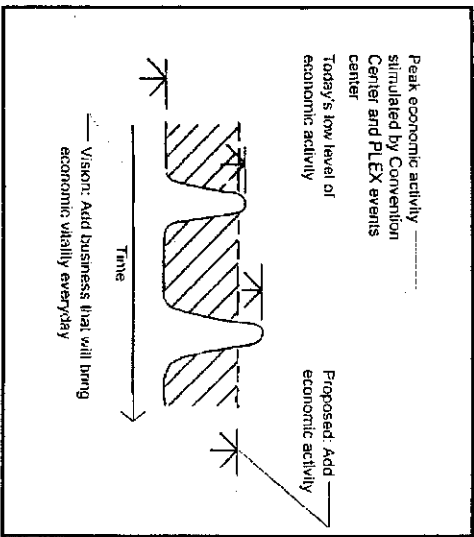 Peak economic activity
stimulated by Convention
Center and PLEX events
center
Today's low level of
economic activity
Proposed: Add
economic activity
Time
Vision: Add business that will bring
economic vitality everyday